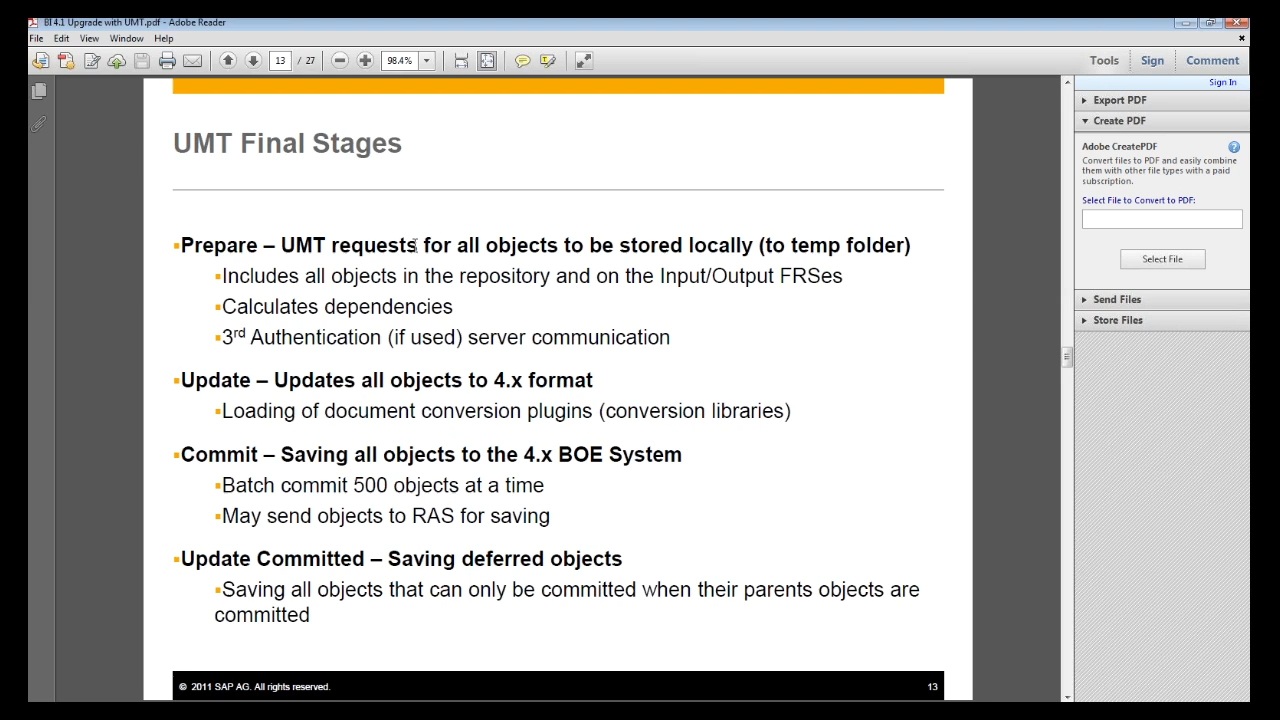 BI 4.1 Upgrade with UMT.pdf - Adobe Reader
File Edit View Window Help
13 / 27 98.4% Tools Sign Comment
Sign In
Export PDF
Create PDF
Adobe CreatePDF
Convert files to PDF and easily combine
them with other file types with a paid
subscription.
Select File to Convert to PDF:
Select File
Send Files
Store Files
UMT Final Stages
▪Prepare – UMT requests for all objects to be stored locally (to temp folder)
▪Includes all objects in the repository and on the Input/Output FRSes
▪Calculates dependencies
▪3rd Authentication (if used) server communication
▪Update – Updates all objects to 4.x format
▪Loading of document conversion plugins (conversion libraries)
▪Commit – Saving all objects to the 4.x BOE System
▪Batch commit 500 objects at a time
▪May send objects to RAS for saving
▪Update Committed – Saving deferred objects
▪Saving all objects that can only be committed when their parents objects are
committed
© 2011 SAP AG. All rights reserved. 13